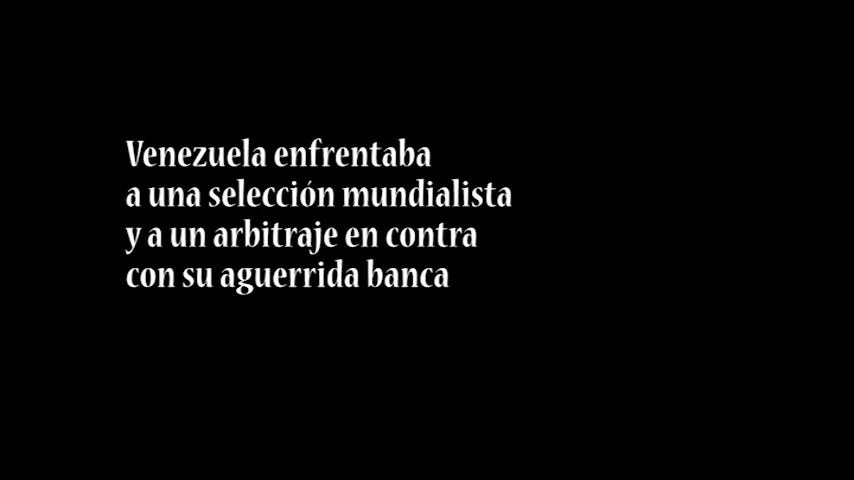 Venezuela enfrentaba
a una selección mundialista
y a un arbitraje en contra
con su aguerrida banca